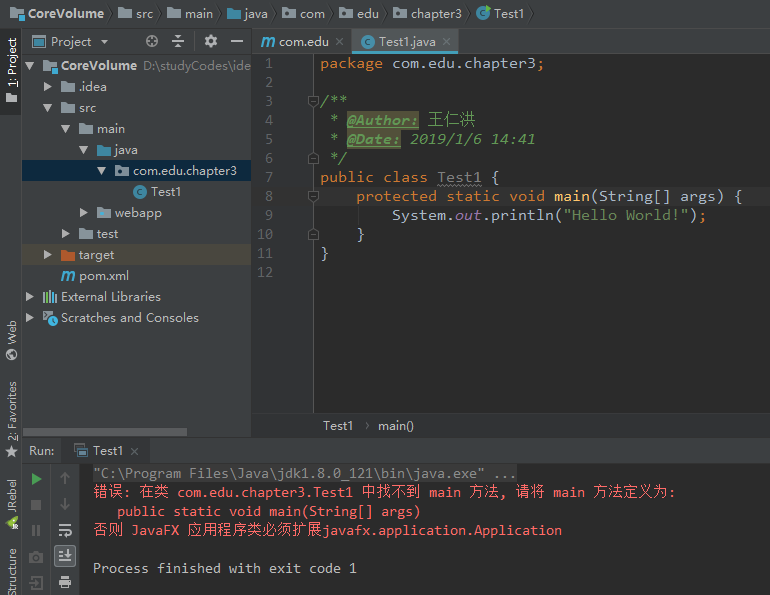 CoreVolume src main java com edu chapter3 Test1
Project
com.edu Test1.java
1: Project
CoreVolume D:\studyCodes\ide
.idea
src
main
java
com.edu.chapter3
Test1
webapp
test
target
pom.xml
External Libraries
Scratches and Consoles
Web
2: Favorites
JRebel
Structure
1 package com.edu.chapter3;
2
3 /**
4 * @Author: 王仁洪
5 * @Date: 2019/1/6 14:41
6 */
7 public class Test1 {
8 protected static void main(String[] args) {
9 System.out.println("Hello World!");
10 }
11 }
12
Test1 main()
Run: Test1
"C:\Program Files\Java\jdk1.8.0_121\bin\java.exe" ...
错误: 在类 com.edu.chapter3.Test1 中找不到 main 方法, 请将 main 方法定义为:
public static void main(String[] args)
否则 JavaFX 应用程序类必须扩展javafx.application.Application
Process finished with exit code 1